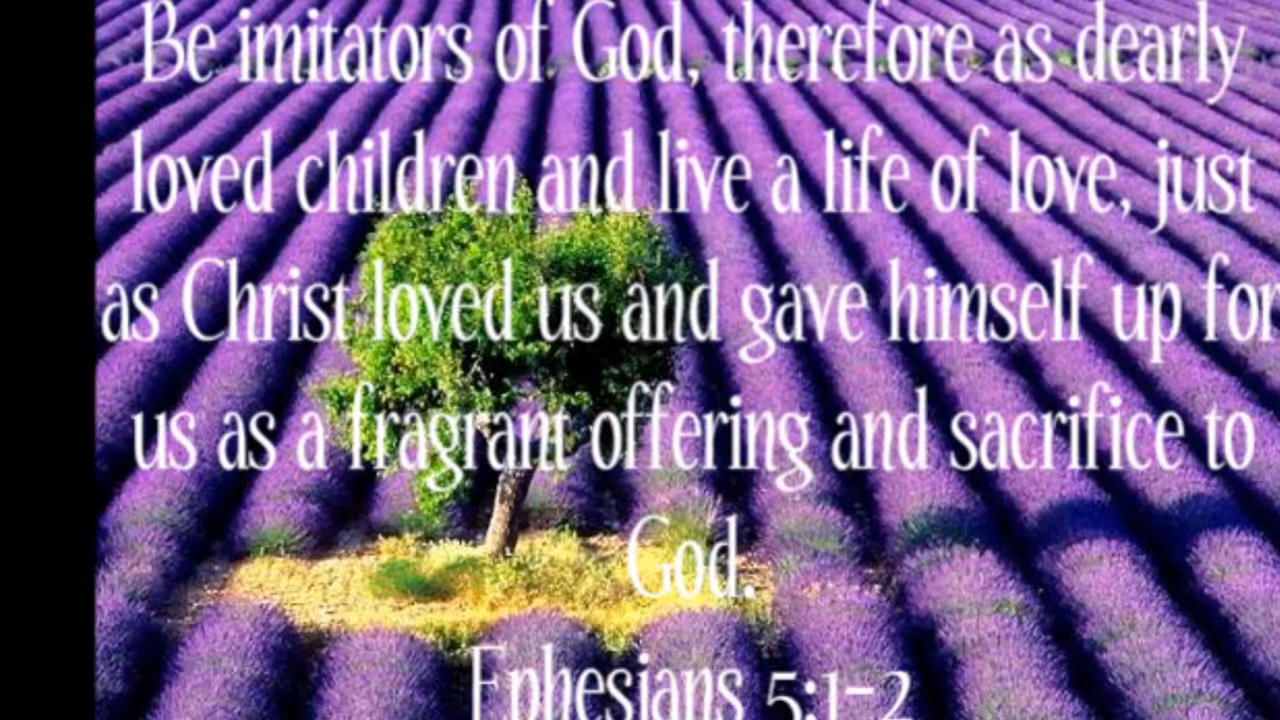 Be imitators of God, therefore as dearly
loved children and live a life of love, just
as Christ loved us and gave himself up for
us as a fragrant offering and sacrifice to
God.
Ephesians 5:1-2